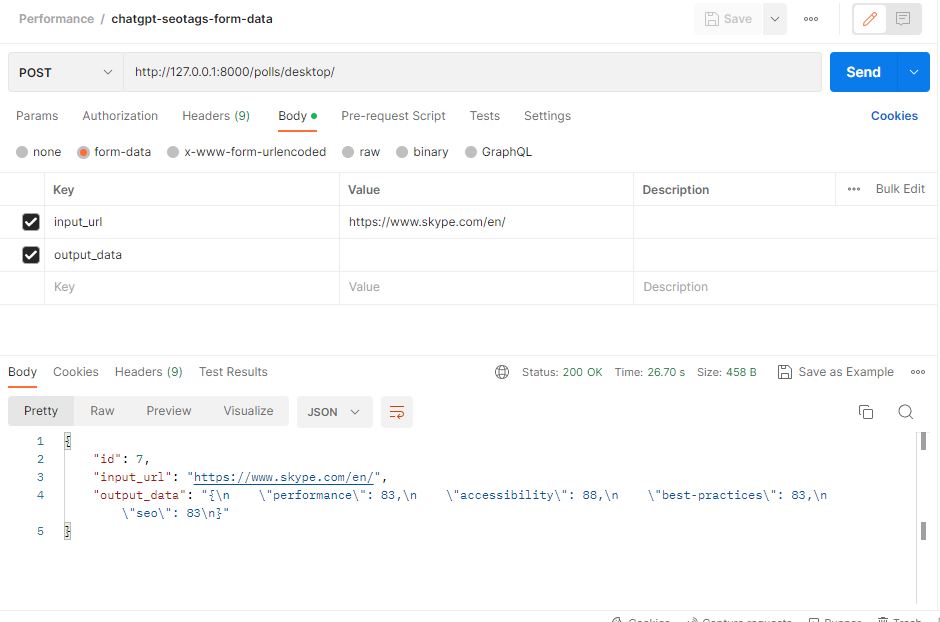 Performance / chatgpt-seotags-form-data
Save
POST http://127.0.0.1:8000/polls/desktop/ Send
Params Authorization Headers (9) Body Pre-request Script Tests Settings Cookies
none form-data x-www-form-urlencoded raw binary GraphQL
Key Value Description Bulk Edit
input_url https://www.skype.com/en/
output_data
Key Value Description
Body Cookies Headers (9) Test Results Status: 200 OK Time: 26.70 s Size: 458 B Save as Example
Pretty Raw Preview Visualize JSON
1 {
2 "id": 7,
3 "input_url": "https://www.skype.com/en/",
4 "output_data": "{\n    \"performance\": 83,\n    \"accessibility\": 88,\n    \"best-practices\": 83,\n
\"seo\": 83\n}"
5 }
Cookies Capture requests Runner Trash